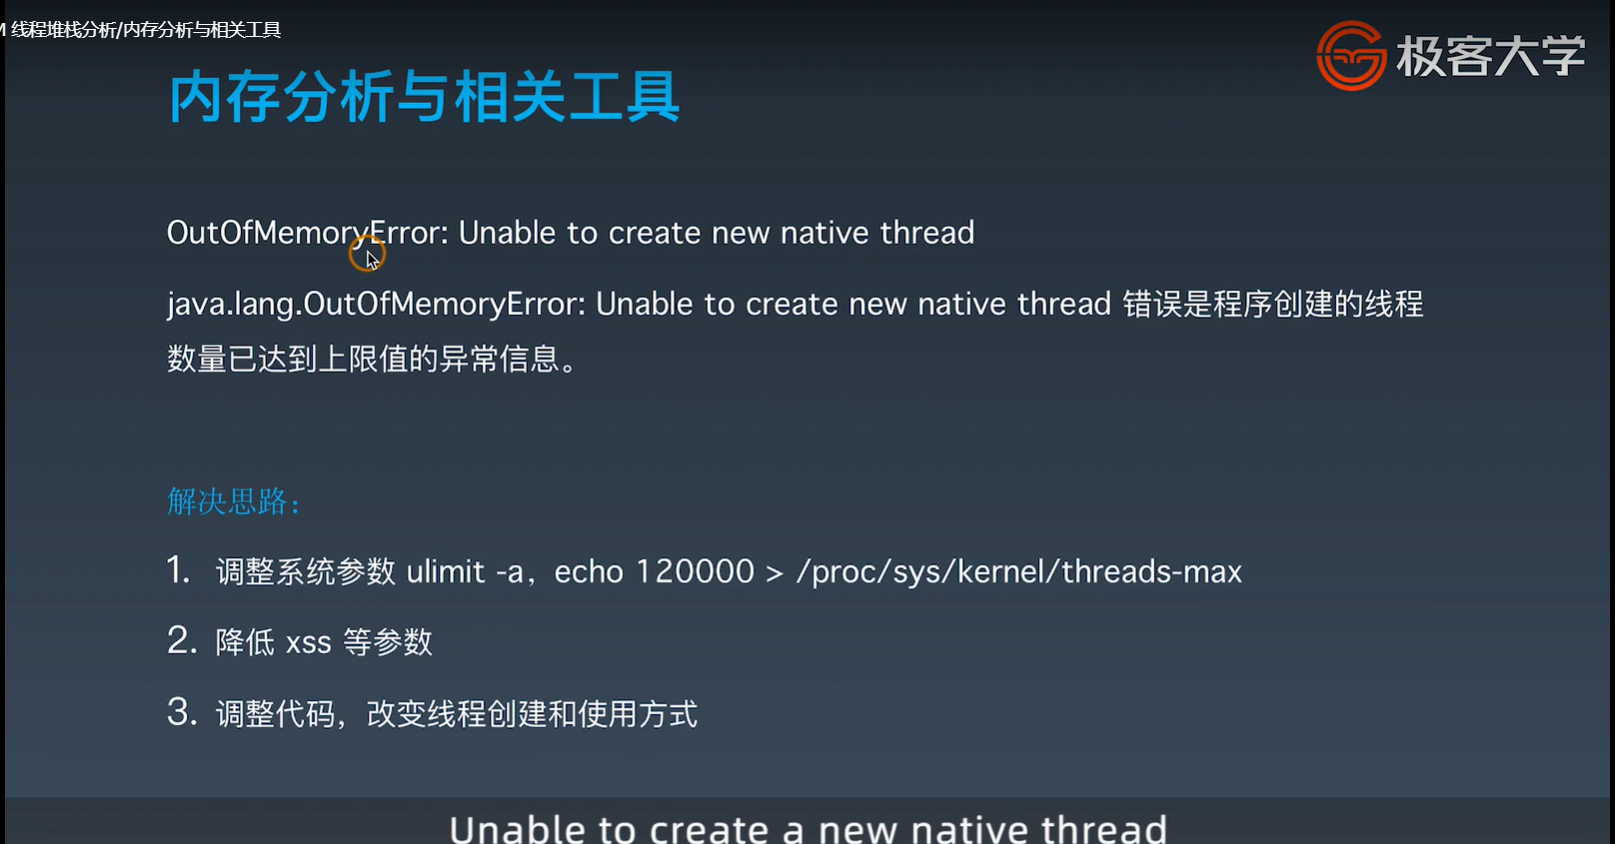 线程堆栈分析/内存分析与相关工具
极客大学
内存分析与相关工具
OutOfMemoryError: Unable to create new native thread
java.lang.OutOfMemoryError: Unable to create new native thread 错误是程序创建的线程
数量已达到上限值的异常信息。
解决思路：
1. 调整系统参数 ulimit -a，echo 120000 > /proc/sys/kernel/threads-max
2. 降低 xss 等参数
3. 调整代码，改变线程创建和使用方式
Unable to create a new native thread